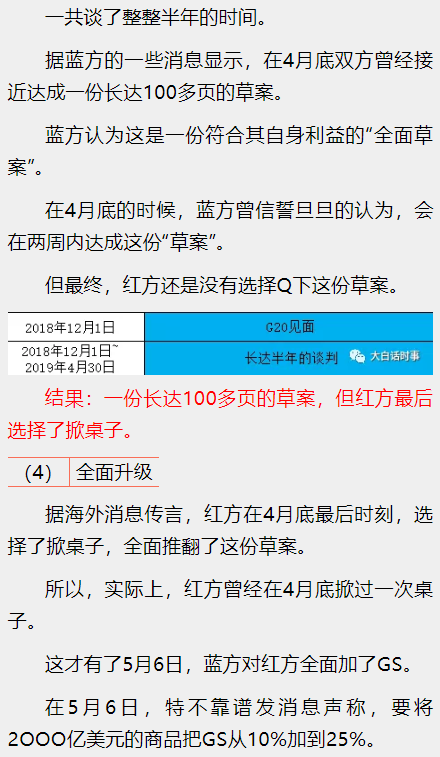 一共谈了整整半年的时间。
据蓝方的一些消息显示，在4月底双方曾经接
近达成一份长达100多页的草案。
蓝方认为这是一份符合其自身利益的“全面草
案”。
在4月底的时候，蓝方曾信誓旦旦的认为，会
在两周内达成这份“草案”。
但最终，红方还是没有选择Q下这份草案。
2018年12月1日 G20见面
2018年12月1日~
2019年4月30日 长达半年的谈判 大白话时事
结果：一份长达100多页的草案，但红方最后
选择了掀桌子。
（4） 全面升级
据海外消息传言，红方在4月底最后时刻，选
择了掀桌子，全面推翻了这份草案。
所以，实际上，红方曾经在4月底掀过一次桌
子。
这才有了5月6日，蓝方对红方全面加了GS。
在5月6日，特不靠谱发消息声称，要将
2OOO亿美元的商品把GS从10%加到25%。